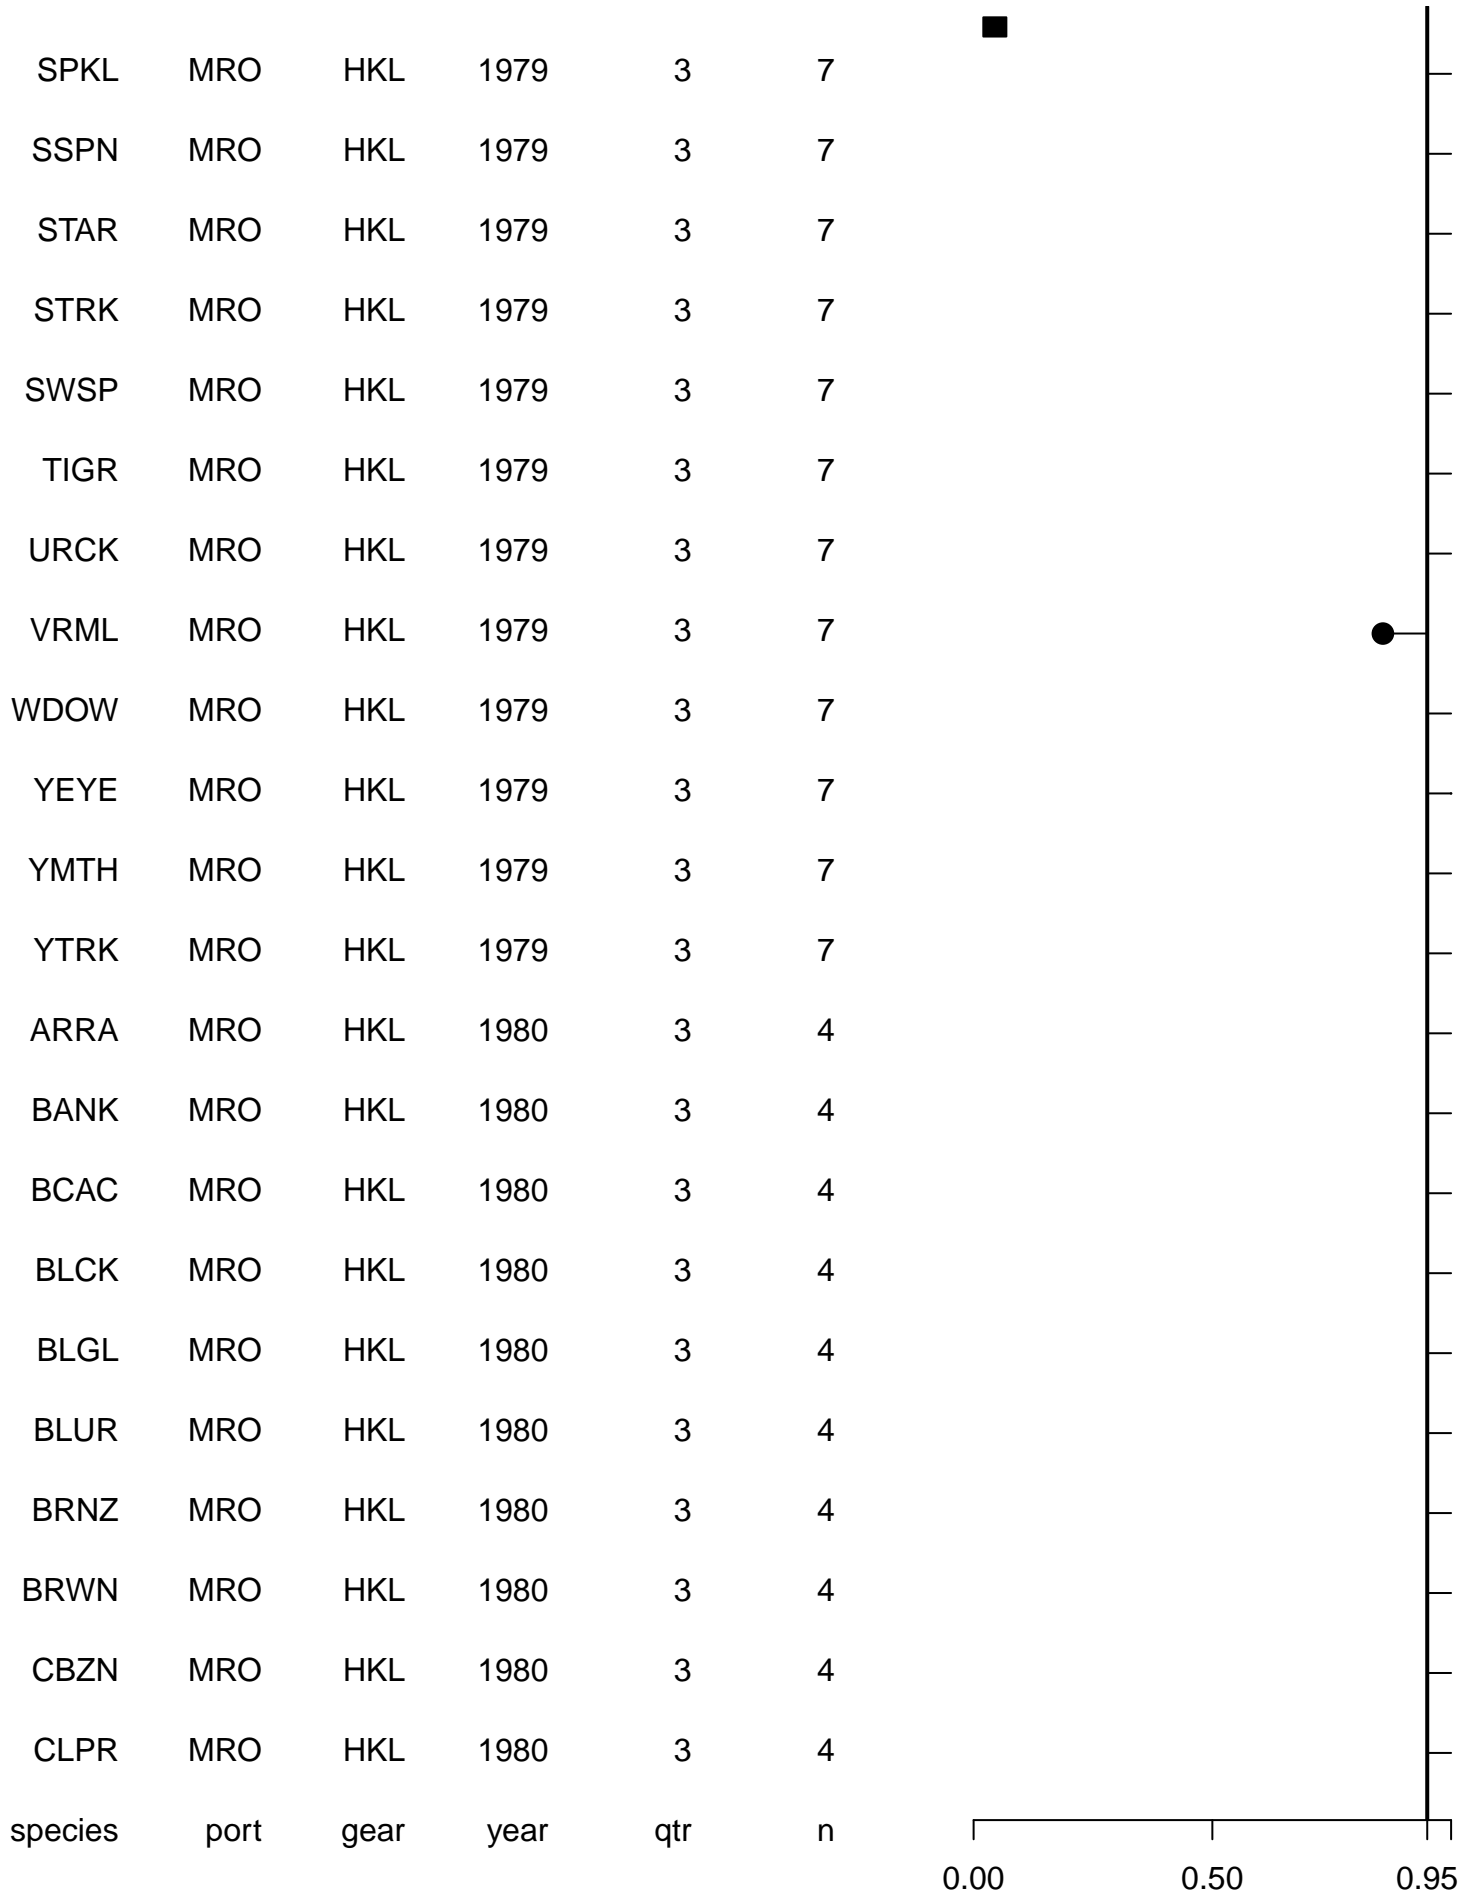 SPKL MRO HKL 1979 3 7
SSPN MRO HKL 1979 3 7
STAR MRO HKL 1979 3 7
STRK MRO HKL 1979 3 7
SWSP MRO HKL 1979 3 7
TIGR MRO HKL 1979 3 7
URCK MRO HKL 1979 3 7
VRML MRO HKL 1979 3 7
WDOW MRO HKL 1979 3 7
YEYE MRO HKL 1979 3 7
YMTH MRO HKL 1979 3 7
YTRK MRO HKL 1979 3 7
ARRA MRO HKL 1980 3 4
BANK MRO HKL 1980 3 4
BCAC MRO HKL 1980 3 4
BLCK MRO HKL 1980 3 4
BLGL MRO HKL 1980 3 4
BLUR MRO HKL 1980 3 4
BRNZ MRO HKL 1980 3 4
BRWN MRO HKL 1980 3 4
CBZN MRO HKL 1980 3 4
CLPR MRO HKL 1980 3 4
species port gear year qtr n
0.00 0.50 0.95